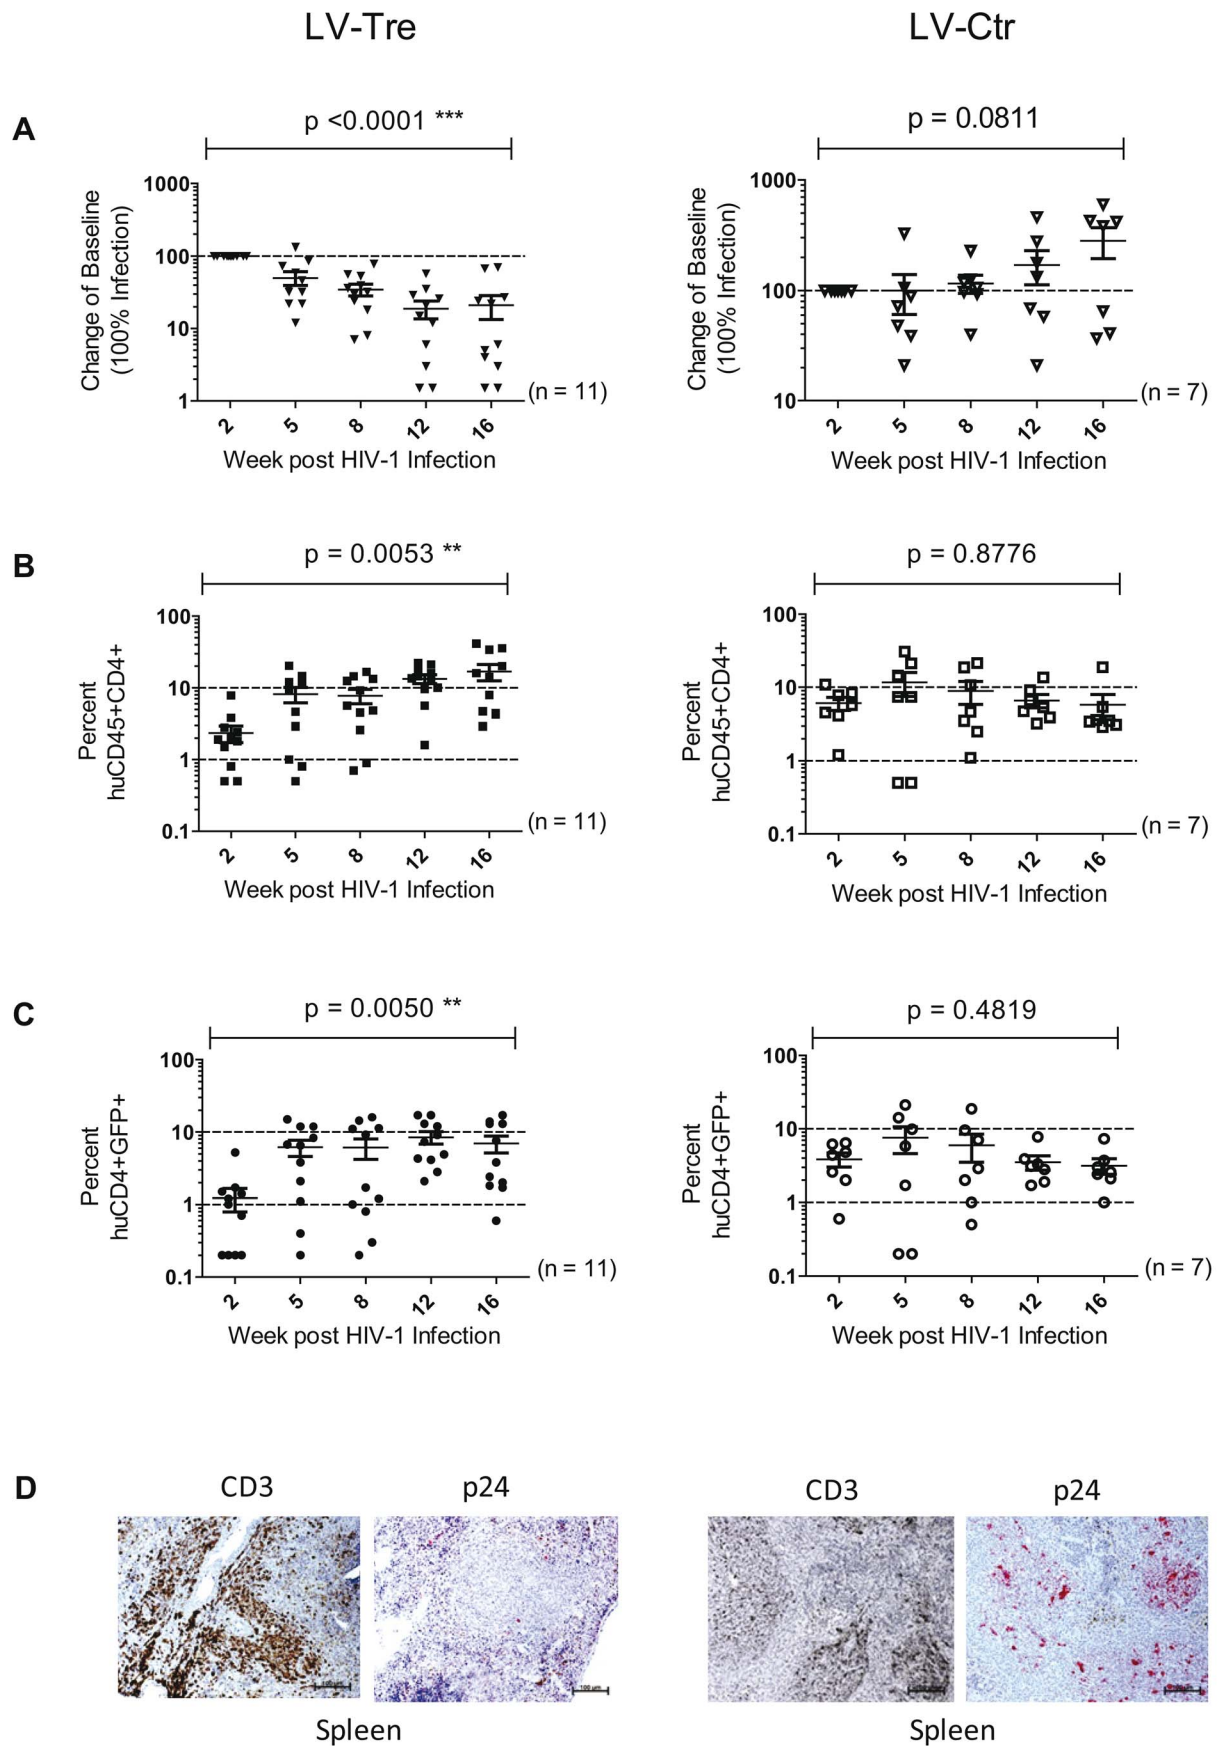 LV-Tre
LV-Ctr
A
p <0.0001 ***
Change of Baseline
(100% Infection)
1000
100
10
1
2
5
8
12
16
(n = 11)
Week post HIV-1 Infection
p = 0.0811
Change of Baseline
(100% Infection)
1000
100
10
2
5
8
12
16
(n = 7)
Week post HIV-1 Infection
B
p = 0.0053 **
Percent
huCD45+CD4+
100
10
1
0.1
2
5
8
12
16
(n = 11)
Week post HIV-1 Infection
p = 0.8776
Percent
huCD45+CD4+
100
10
1
0.1
2
5
8
12
16
(n = 7)
Week post HIV-1 Infection
C
p = 0.0050 **
Percent
huCD4+GFP+
100
10
1
0.1
2
5
8
12
16
(n = 11)
Week post HIV-1 Infection
p = 0.4819
Percent
huCD4+GFP+
100
10
1
0.1
2
5
8
12
16
(n = 7)
Week post HIV-1 Infection
D
CD3
p24
CD3
p24
100 µm
100 µm
Spleen
Spleen